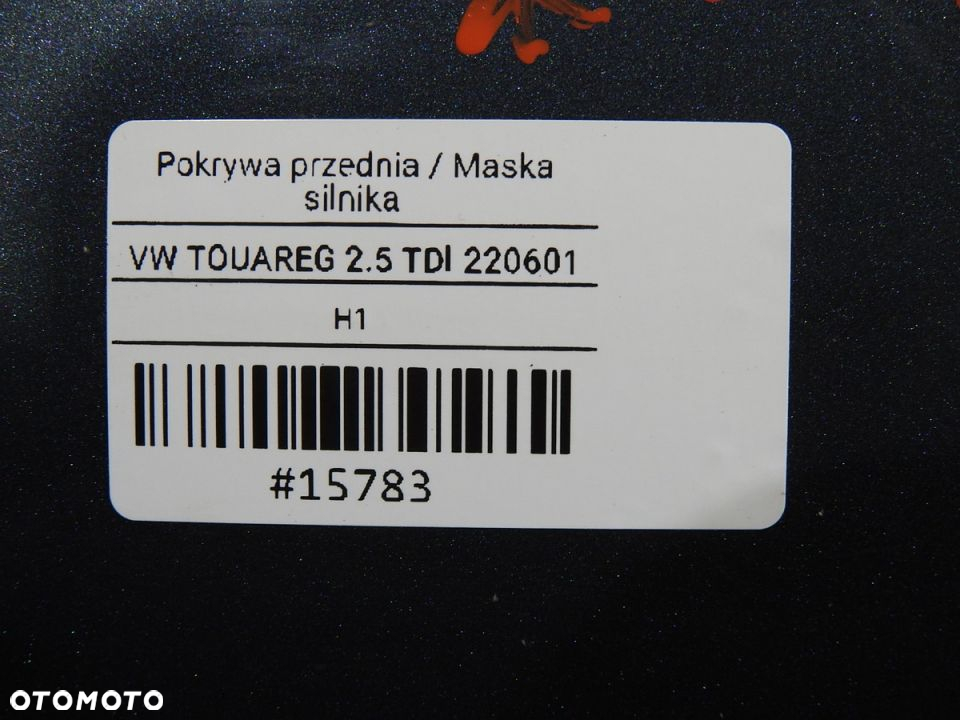 Pokrywa przednia / Maska
silnika
VW TOUAREG 2.5 TDI 220601
H1
#15783
OTOMOTO